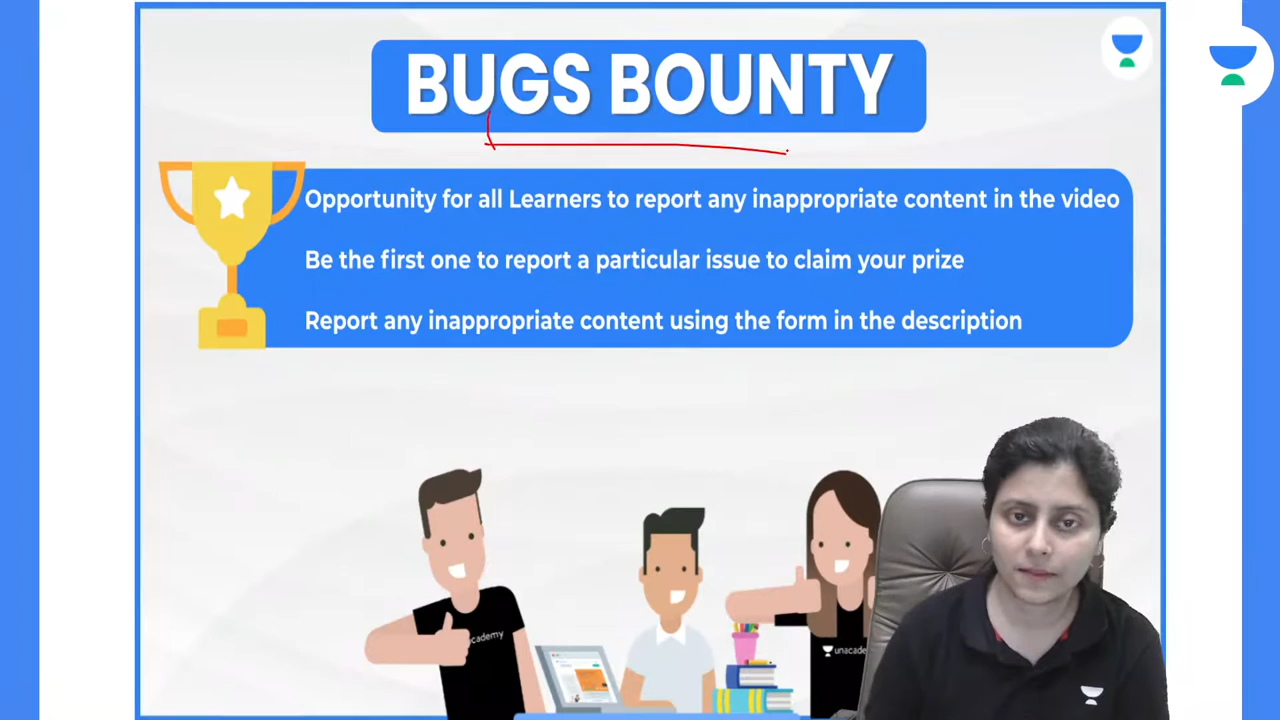 BUGS BOUNTY
Opportunity for all Learners to report any inappropriate content in the video
Be the first one to report a particular issue to claim your prize
Report any inappropriate content using the form in the description